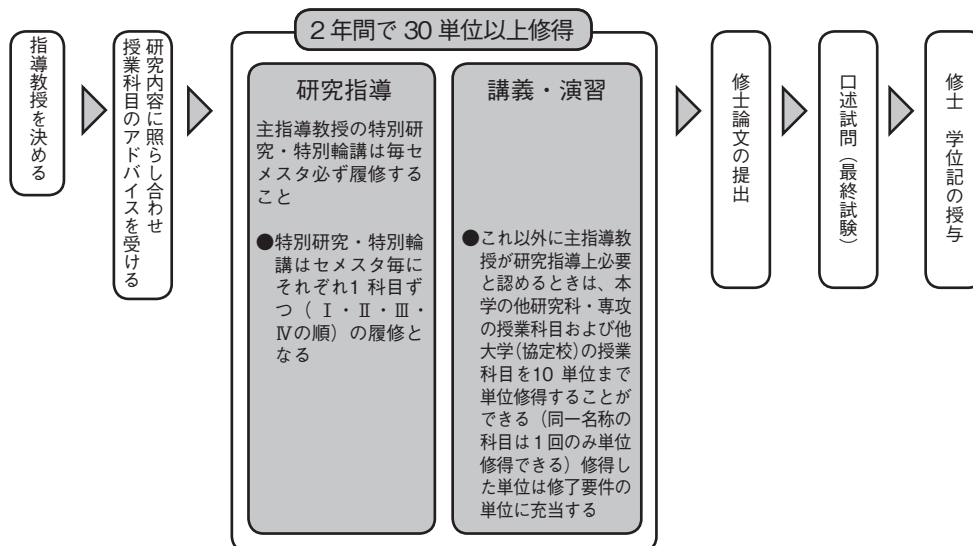 指導教授を決める
研究内容に照らし合わせ
授業科目のアドバイスを受ける
2年間で30単位以上修得
研究指導
主指導教授の特別研
究・特別輪講は毎セ
メスタ必ず履修する
こと
●特別研究・特別輪
講はセメスタ毎に
それぞれ1 科目ず
つ（ Ⅰ・Ⅱ・Ⅲ・
Ⅳの順）の履修と
なる
講義・演習
●これ以外に主指導教
授が研究指導上必要
と認めるときは、本
学の他研究科・専攻
の授業科目および他
大学（協定校）の授業
科目を10 単位まで
単位修得することが
できる（同一名称の
科目は1回のみ単位
修得できる）修得し
た単位は修了要件の
単位に充当する
修士論文の提出
口述試問（最終試験）
修士　学位記の授与